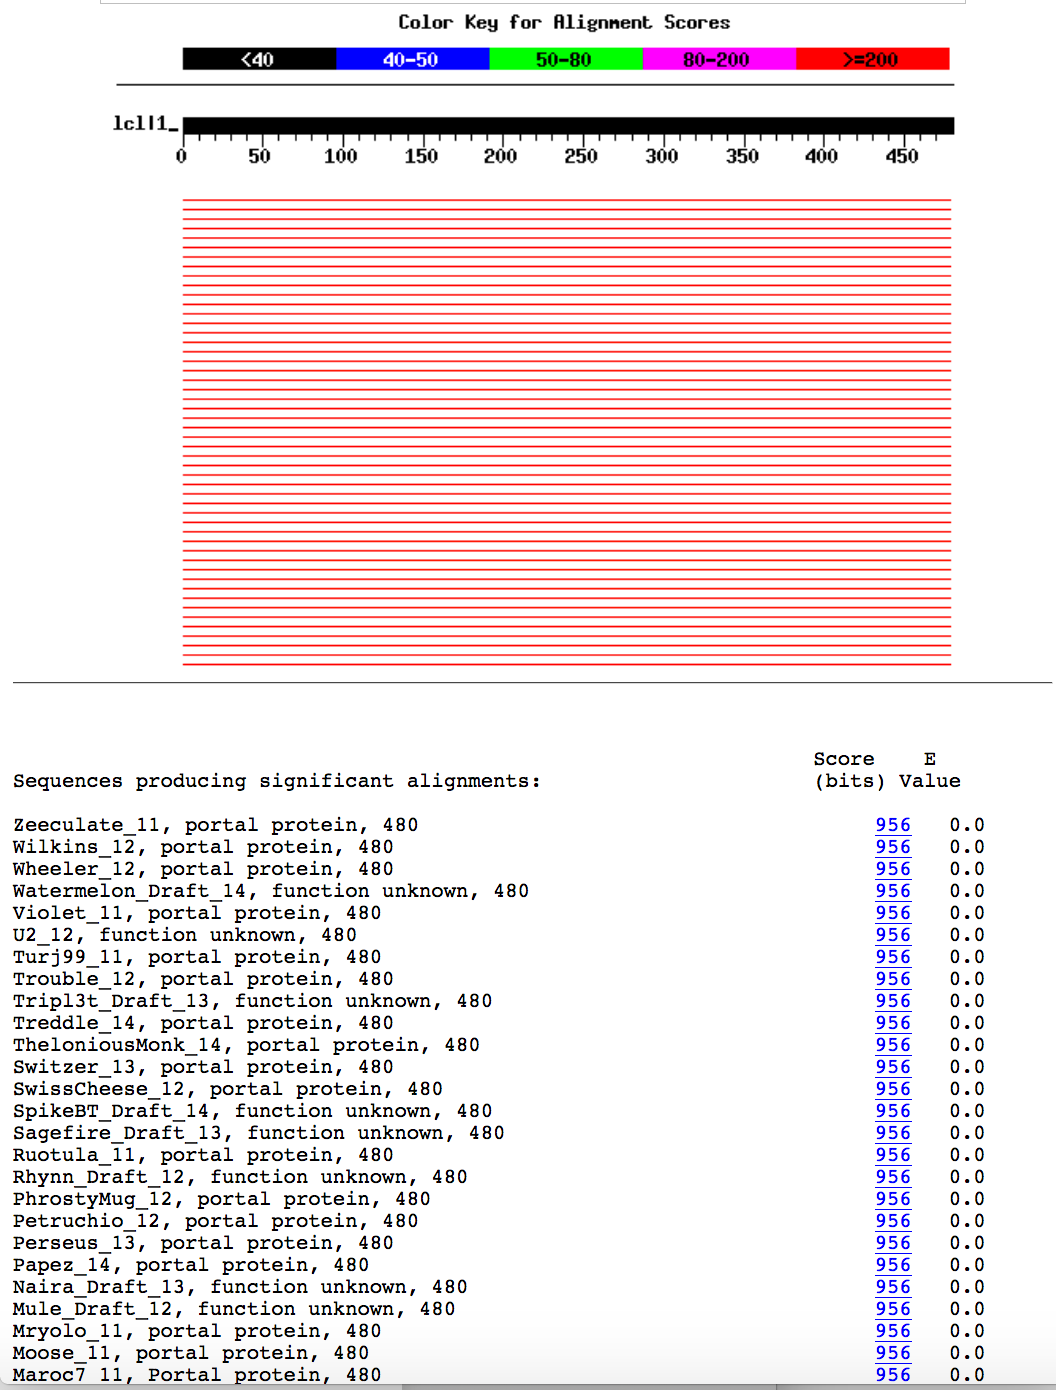 Color Key for Alignment Scores
<40 40-50 50-80 80-200 >=200
lcl|1_
0 50 100 150 200 250 300 350 400 450
Score E
Sequences producing significant alignments: (bits) Value
Zeeculate_11, portal protein, 480 956 0.0
Wilkins_12, portal protein, 480 956 0.0
Wheeler_12, portal protein, 480 956 0.0
Watermelon_Draft_14, function unknown, 480 956 0.0
Violet_11, portal protein, 480 956 0.0
U2_12, function unknown, 480 956 0.0
Turj99_11, portal protein, 480 956 0.0
Trouble_12, portal protein, 480 956 0.0
Tripl3t_Draft_13, function unknown, 480 956 0.0
Treddle_14, portal protein, 480 956 0.0
TheloniousMonk_14, portal protein, 480 956 0.0
Switzer_13, portal protein, 480 956 0.0
SwissCheese_12, portal protein, 480 956 0.0
SpikeBT_Draft_14, function unknown, 480 956 0.0
Sagefire_Draft_13, function unknown, 480 956 0.0
Ruotula_11, portal protein, 480 956 0.0
Rhynn_Draft_12, function unknown, 480 956 0.0
PhrostyMug_12, portal protein, 480 956 0.0
Petruchio_12, portal protein, 480 956 0.0
Perseus_13, portal protein, 480 956 0.0
Papez_14, portal protein, 480 956 0.0
Naira_Draft_13, function unknown, 480 956 0.0
Mule_Draft_12, function unknown, 480 956 0.0
Mryolo_11, portal protein, 480 956 0.0
Moose_11, portal protein, 480 956 0.0
Maroc7_11, Portal protein, 480 956 0.0